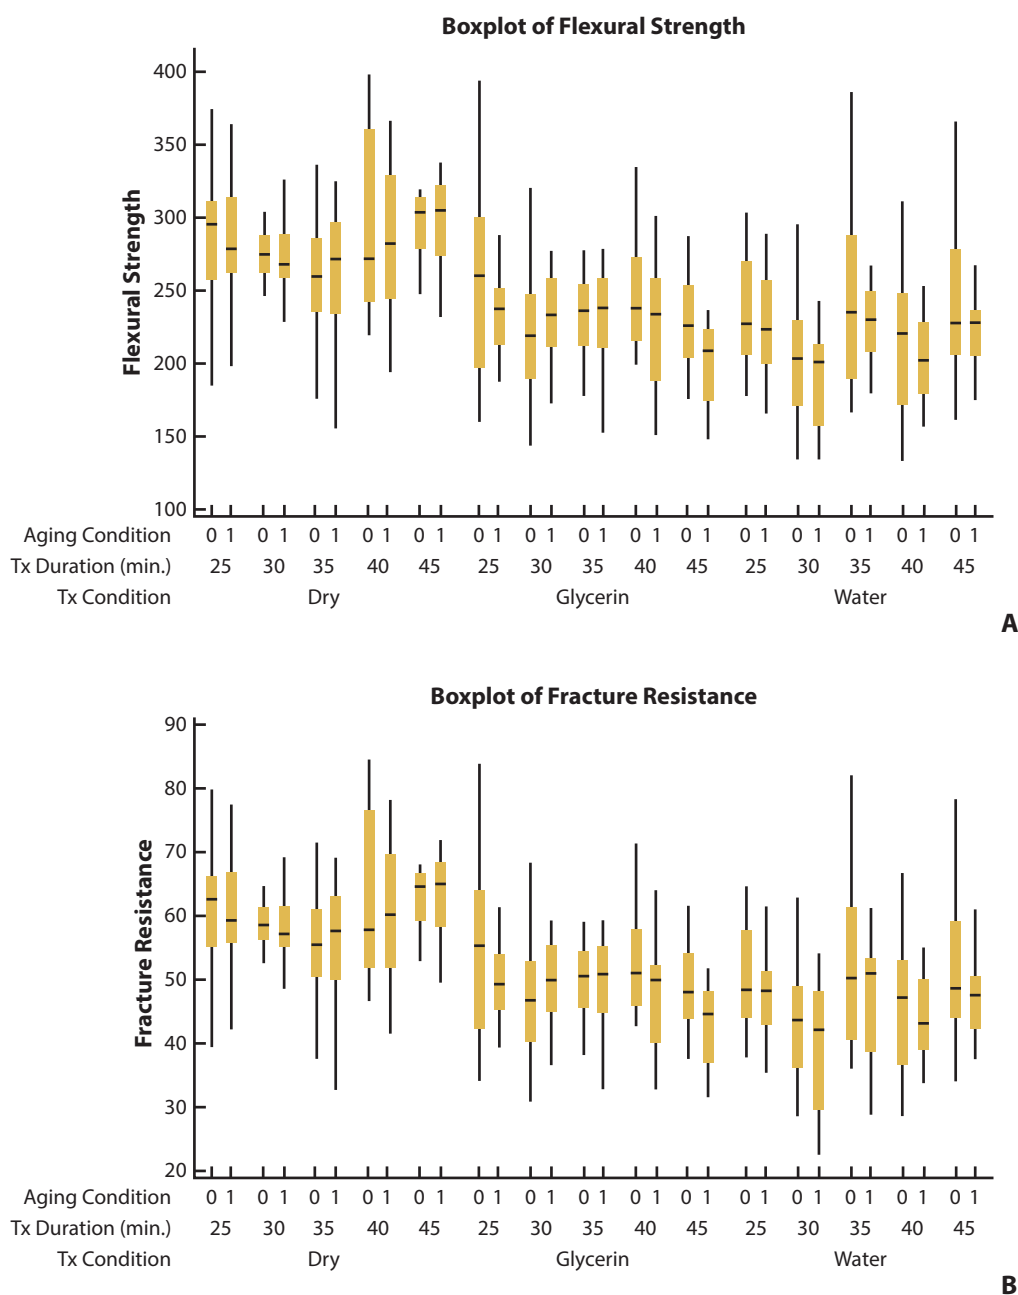 Boxplot of Flexural Strength
Flexural Strength
400
350
300
250
200
150
100
Aging Condition 0 1 0 1 0 1 0 1 0 1 0 1 0 1 0 1 0 1 0 1 0 1 0 1 0 1 0 1 0 1
Tx Duration (min.) 25 30 35 40 45 25 30 35 40 45 25 30 35 40 45
Tx Condition Dry Glycerin Water
A
Boxplot of Fracture Resistance
Fracture Resistance
90
80
70
60
50
40
30
20
Aging Condition 0 1 0 1 0 1 0 1 0 1 0 1 0 1 0 1 0 1 0 1 0 1 0 1 0 1 0 1 0 1
Tx Duration (min.) 25 30 35 40 45 25 30 35 40 45 25 30 35 40 45
Tx Condition Dry Glycerin Water
B